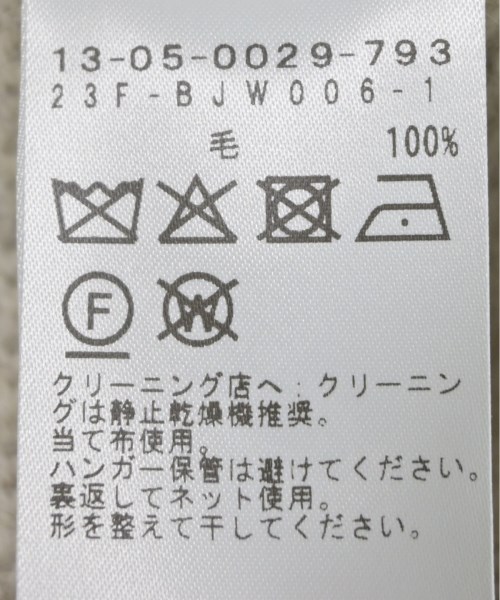 13-05-0029-793
23F-BJW006-1
毛 100%
F W
クリーニング店へ:クリーニン
グは静止乾燥機推奨。
当て布使用。
ハンガー保管は避けてください。
裏返してネット使用。
形を整えて干してください。